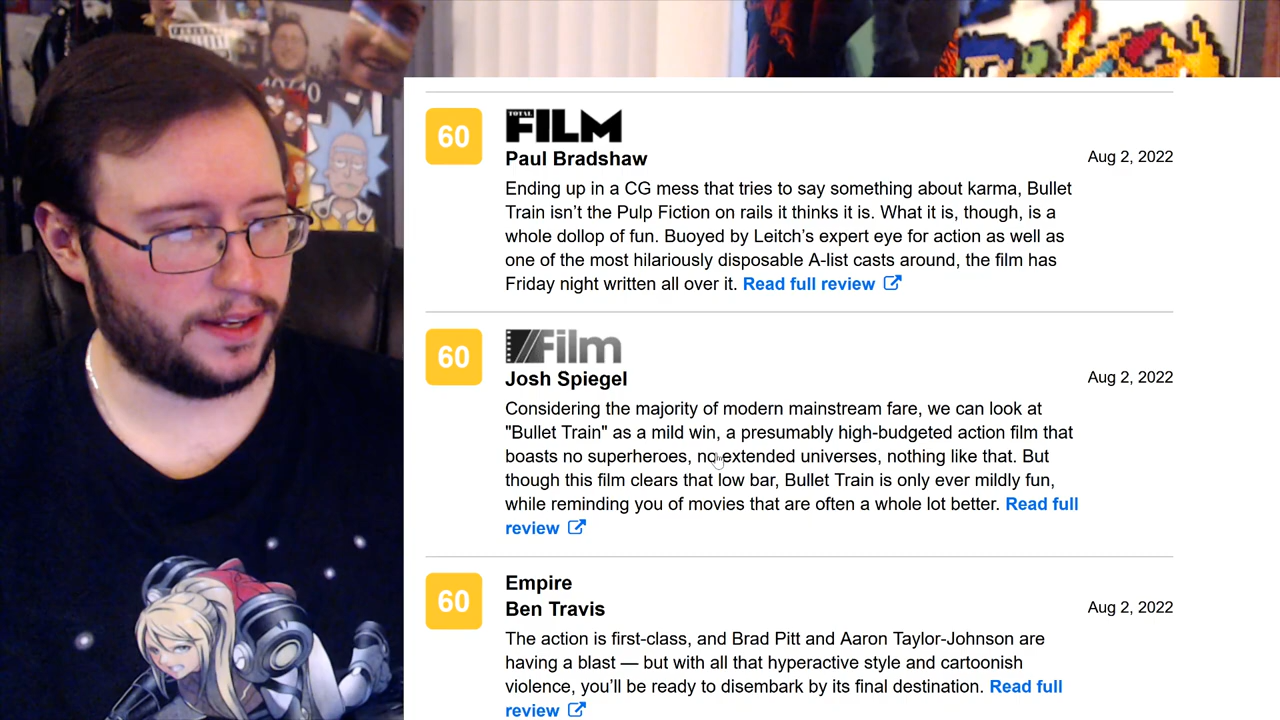 60
TOTAL
FILM
Paul Bradshaw
Aug 2, 2022
Ending up in a CG mess that tries to say something about karma, Bullet
Train isn't the Pulp Fiction on rails it thinks it is. What it is, though, is a
whole dollop of fun. Buoyed by Leitch's expert eye for action as well as
one of the most hilariously disposable A-list casts around, the film has
Friday night written all over it. Read full review
60
/Film
Josh Spiegel
Aug 2, 2022
Considering the majority of modern mainstream fare, we can look at
"Bullet Train" as a mild win, a presumably high-budgeted action film that
boasts no superheroes, no extended universes, nothing like that. But
though this film clears that low bar, Bullet Train is only ever mildly fun,
while reminding you of movies that are often a whole lot better. Read full
review
60
Empire
Ben Travis
Aug 2, 2022
The action is first-class, and Brad Pitt and Aaron Taylor-Johnson are
having a blast — but with all that hyperactive style and cartoonish
violence, you'll be ready to disembark by its final destination. Read full
review